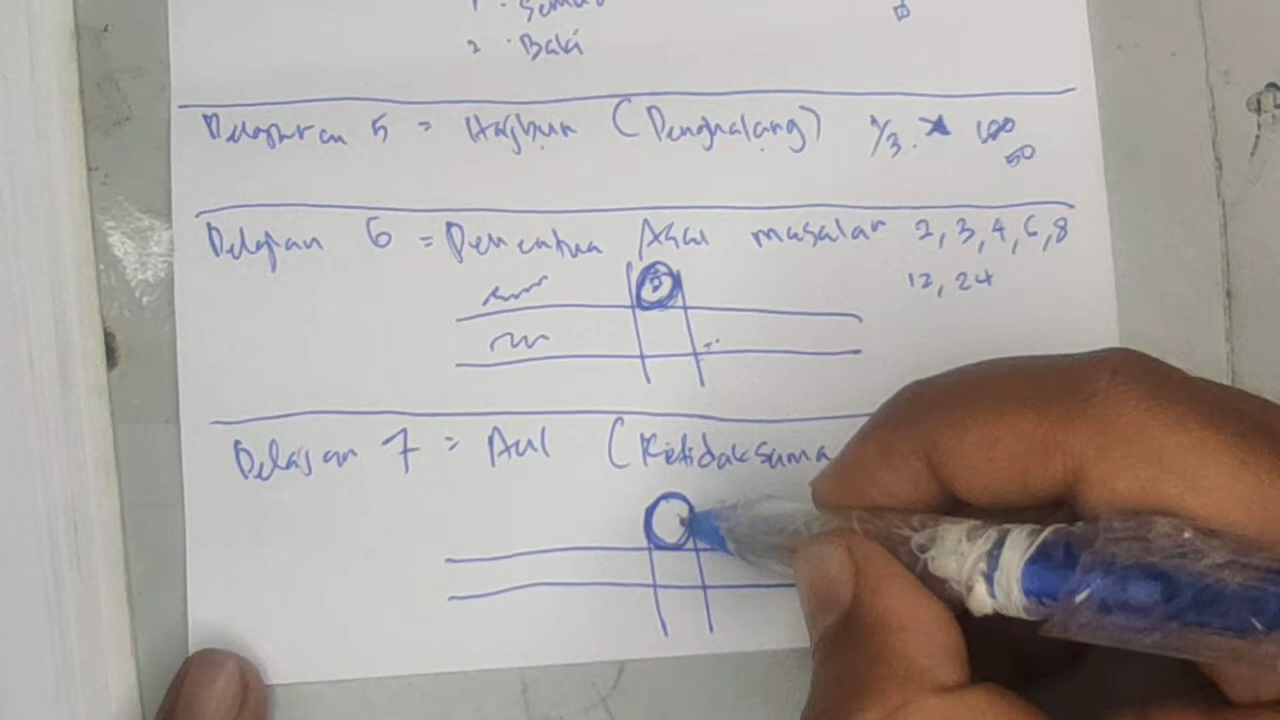 2. Baki
Pelajaran 5 = Hajbun (Penghalang) 1/3. 100
50
Pelajaran 6 = Penentuan Asal masalah 2, 3, 4, 6, 8
12, 24
Pelajaran 7 = Aul (Ketidaksama